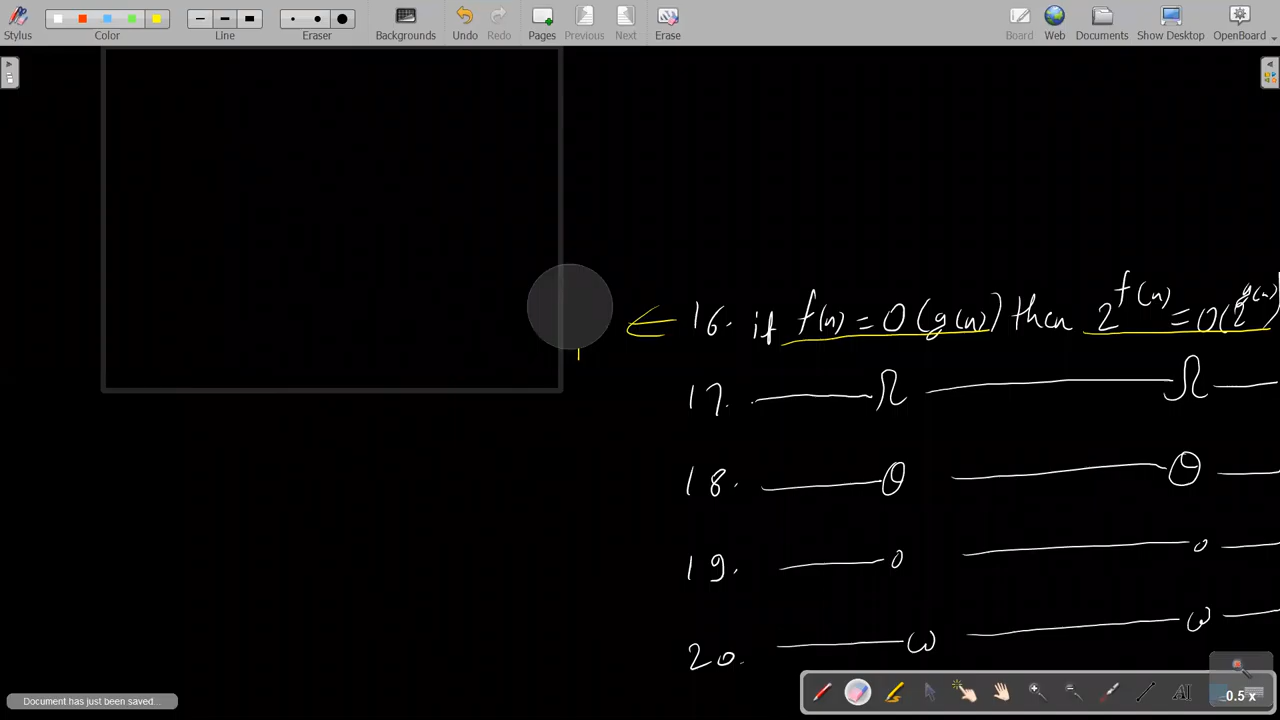 Stylus
Color
Line
Eraser
Backgrounds
Undo
Redo
Pages
Previous
Next
Erase
Board
Web
Documents
Show Desktop
OpenBoard
16. if f(n) = O(g(n)) then 2^f(n) = O(2^g(n))
17. —— Ω —— Ω ——
18. —— Θ —— Θ ——
19. —— o —— o ——
20. —— ω —— ω ——
Document has just been saved...
0.5 x